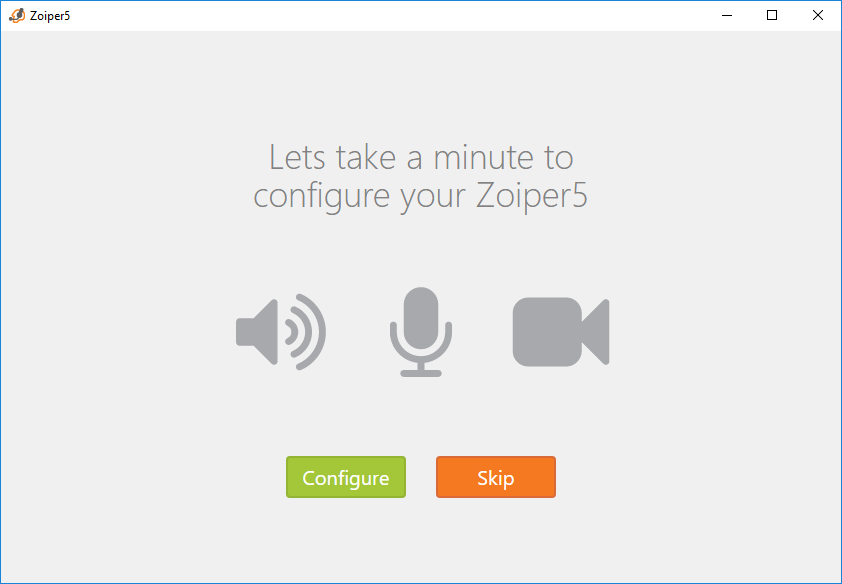 Zoiper5
Lets take a minute to
configure your Zoiper5
Configure
Skip